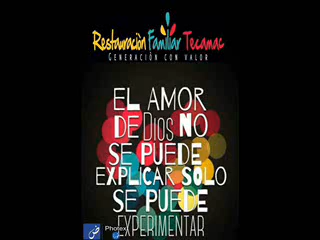 Restauración Familiar Tecamac
GENERACIÓN CON VALOR
EL AMOR
DE Dios NO
SE PUEDE
EXPLICAR SOLO
SE PUEDE
EXPERIMENTAR